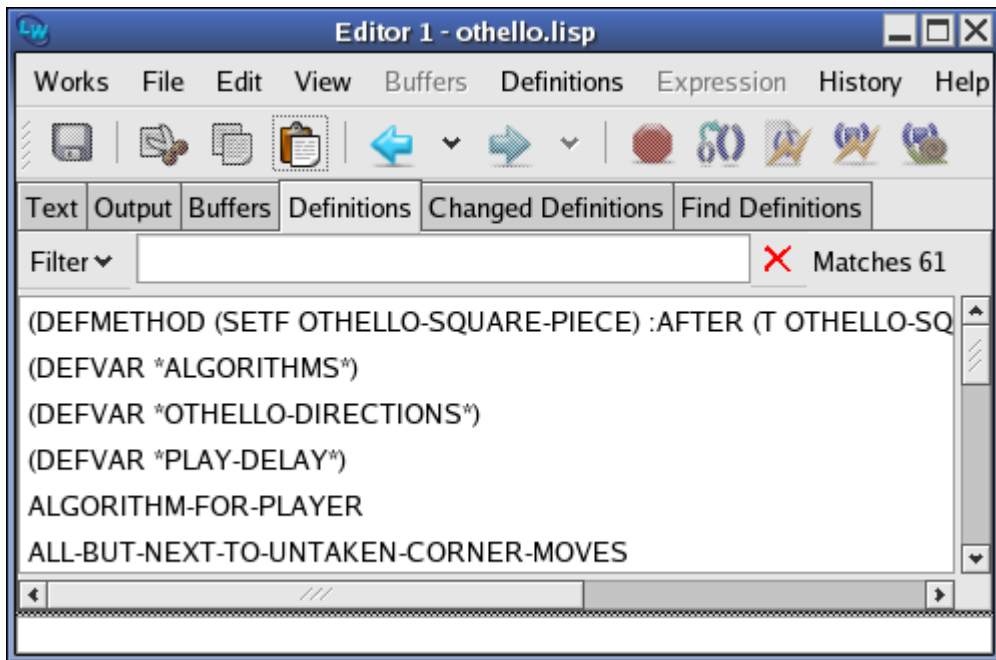 LW Editor 1 - othello.lisp
Works File Edit View Buffers Definitions Expression History Help
δ()
Text Output Buffers Definitions Changed Definitions Find Definitions
Filter Matches 61
(DEFMETHOD (SETF OTHELLO-SQUARE-PIECE) :AFTER (T OTHELLO-SQ
(DEFVAR *ALGORITHMS*)
(DEFVAR *OTHELLO-DIRECTIONS*)
(DEFVAR *PLAY-DELAY*)
ALGORITHM-FOR-PLAYER
ALL-BUT-NEXT-TO-UNTAKEN-CORNER-MOVES